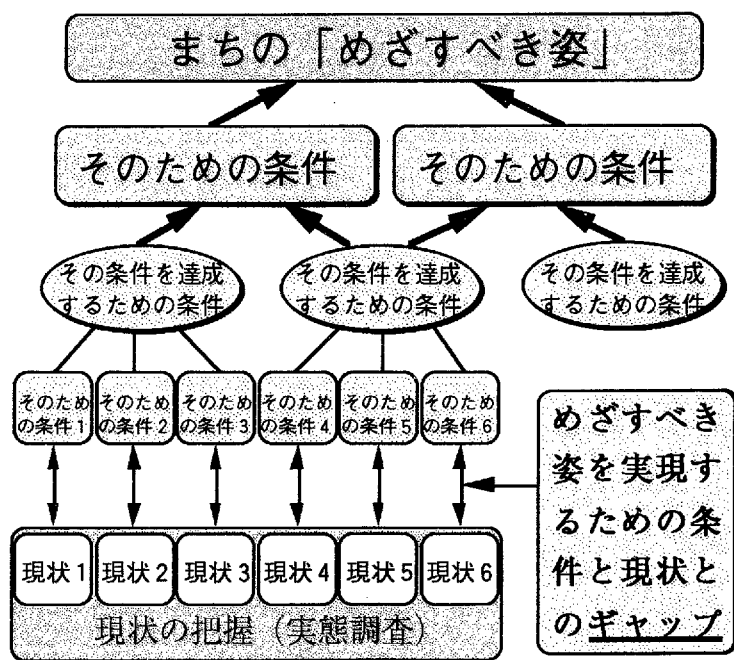 まちの「めざすべき姿」
そのための条件
そのための条件
その条件を達成
するための条件
その条件を達成
するための条件
その条件を達成
するための条件
そのため
の条件1
そのため
の条件2
そのため
の条件3
そのため
の条件4
そのため
の条件5
そのため
の条件6
めざすべき
姿を実現す
るための条
件と現状と
のギャップ
現状1
現状2
現状3
現状4
現状5
現状6
現状の把握(実態調査)